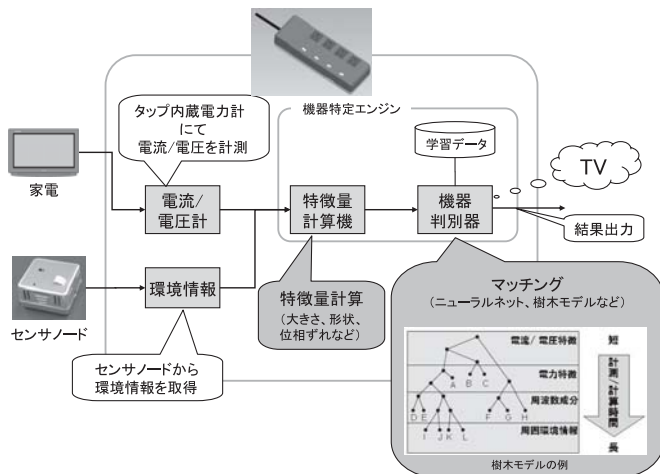 タップ内蔵電力計
にて
電流/電圧を計測
機器特定エンジン
学習データ
TV
家電
電流/
電圧計
特徴量
計算機
機器
判別器
結果出力
環境情報
センサノード
特徴量計算
(大きさ、形状、
位相ずれなど)
マッチング
(ニューラルネット、樹木モデルなど)
センサノードから
環境情報を取得
電流/電圧特徴
短
A B C
電力特徴
計測/計算時間
D E F G H
周波数成分
I J K L
周囲環境情報
長
樹木モデルの例